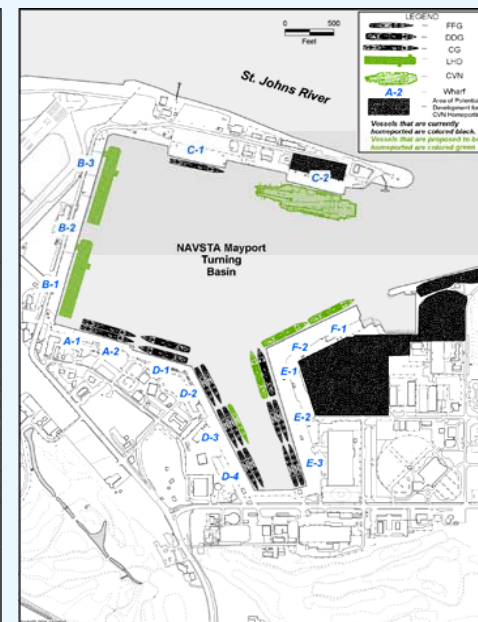 LEGEND
FFG
DDG
CG
LHD
CVN
A-2
Wharf
Area of Potential
Development for
CVN Homeporting
Vessels that are currently
homeported are colored black.
Vessels that are proposed to be
homeported are colored green
0 500
Feet
St. Johns River
C-1
C-2
B-3
B-2
B-1
NAVSTA Mayport
Turning
Basin
A-1
A-2
D-1
D-2
D-3
D-4
F-1
F-2
E-1
E-2
E-3